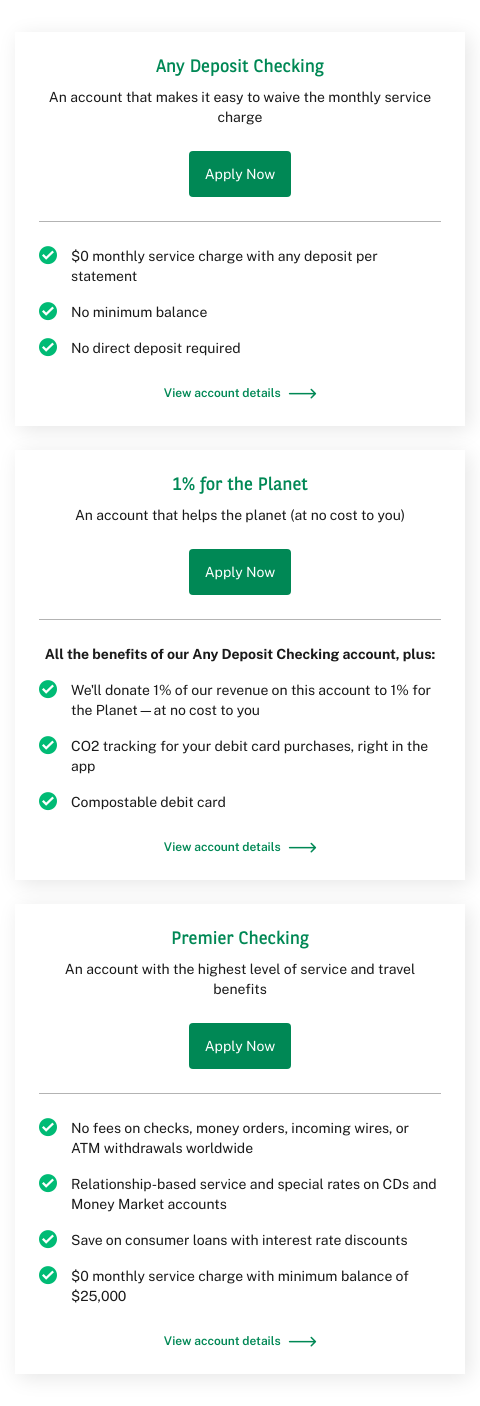 Any Deposit Checking
An account that makes it easy to waive the monthly service
charge
Apply Now
$0 monthly service charge with any deposit per
statement
No minimum balance
No direct deposit required
View account details
1% for the Planet
An account that helps the planet (at no cost to you)
Apply Now
All the benefits of our Any Deposit Checking account, plus:
We'll donate 1% of our revenue on this account to 1% for
the Planet—at no cost to you
CO2 tracking for your debit card purchases, right in the
app
Compostable debit card
View account details
Premier Checking
An account with the highest level of service and travel
benefits
Apply Now
No fees on checks, money orders, incoming wires, or
ATM withdrawals worldwide
Relationship-based service and special rates on CDs and
Money Market accounts
Save on consumer loans with interest rate discounts
$0 monthly service charge with minimum balance of
$25,000
View account details